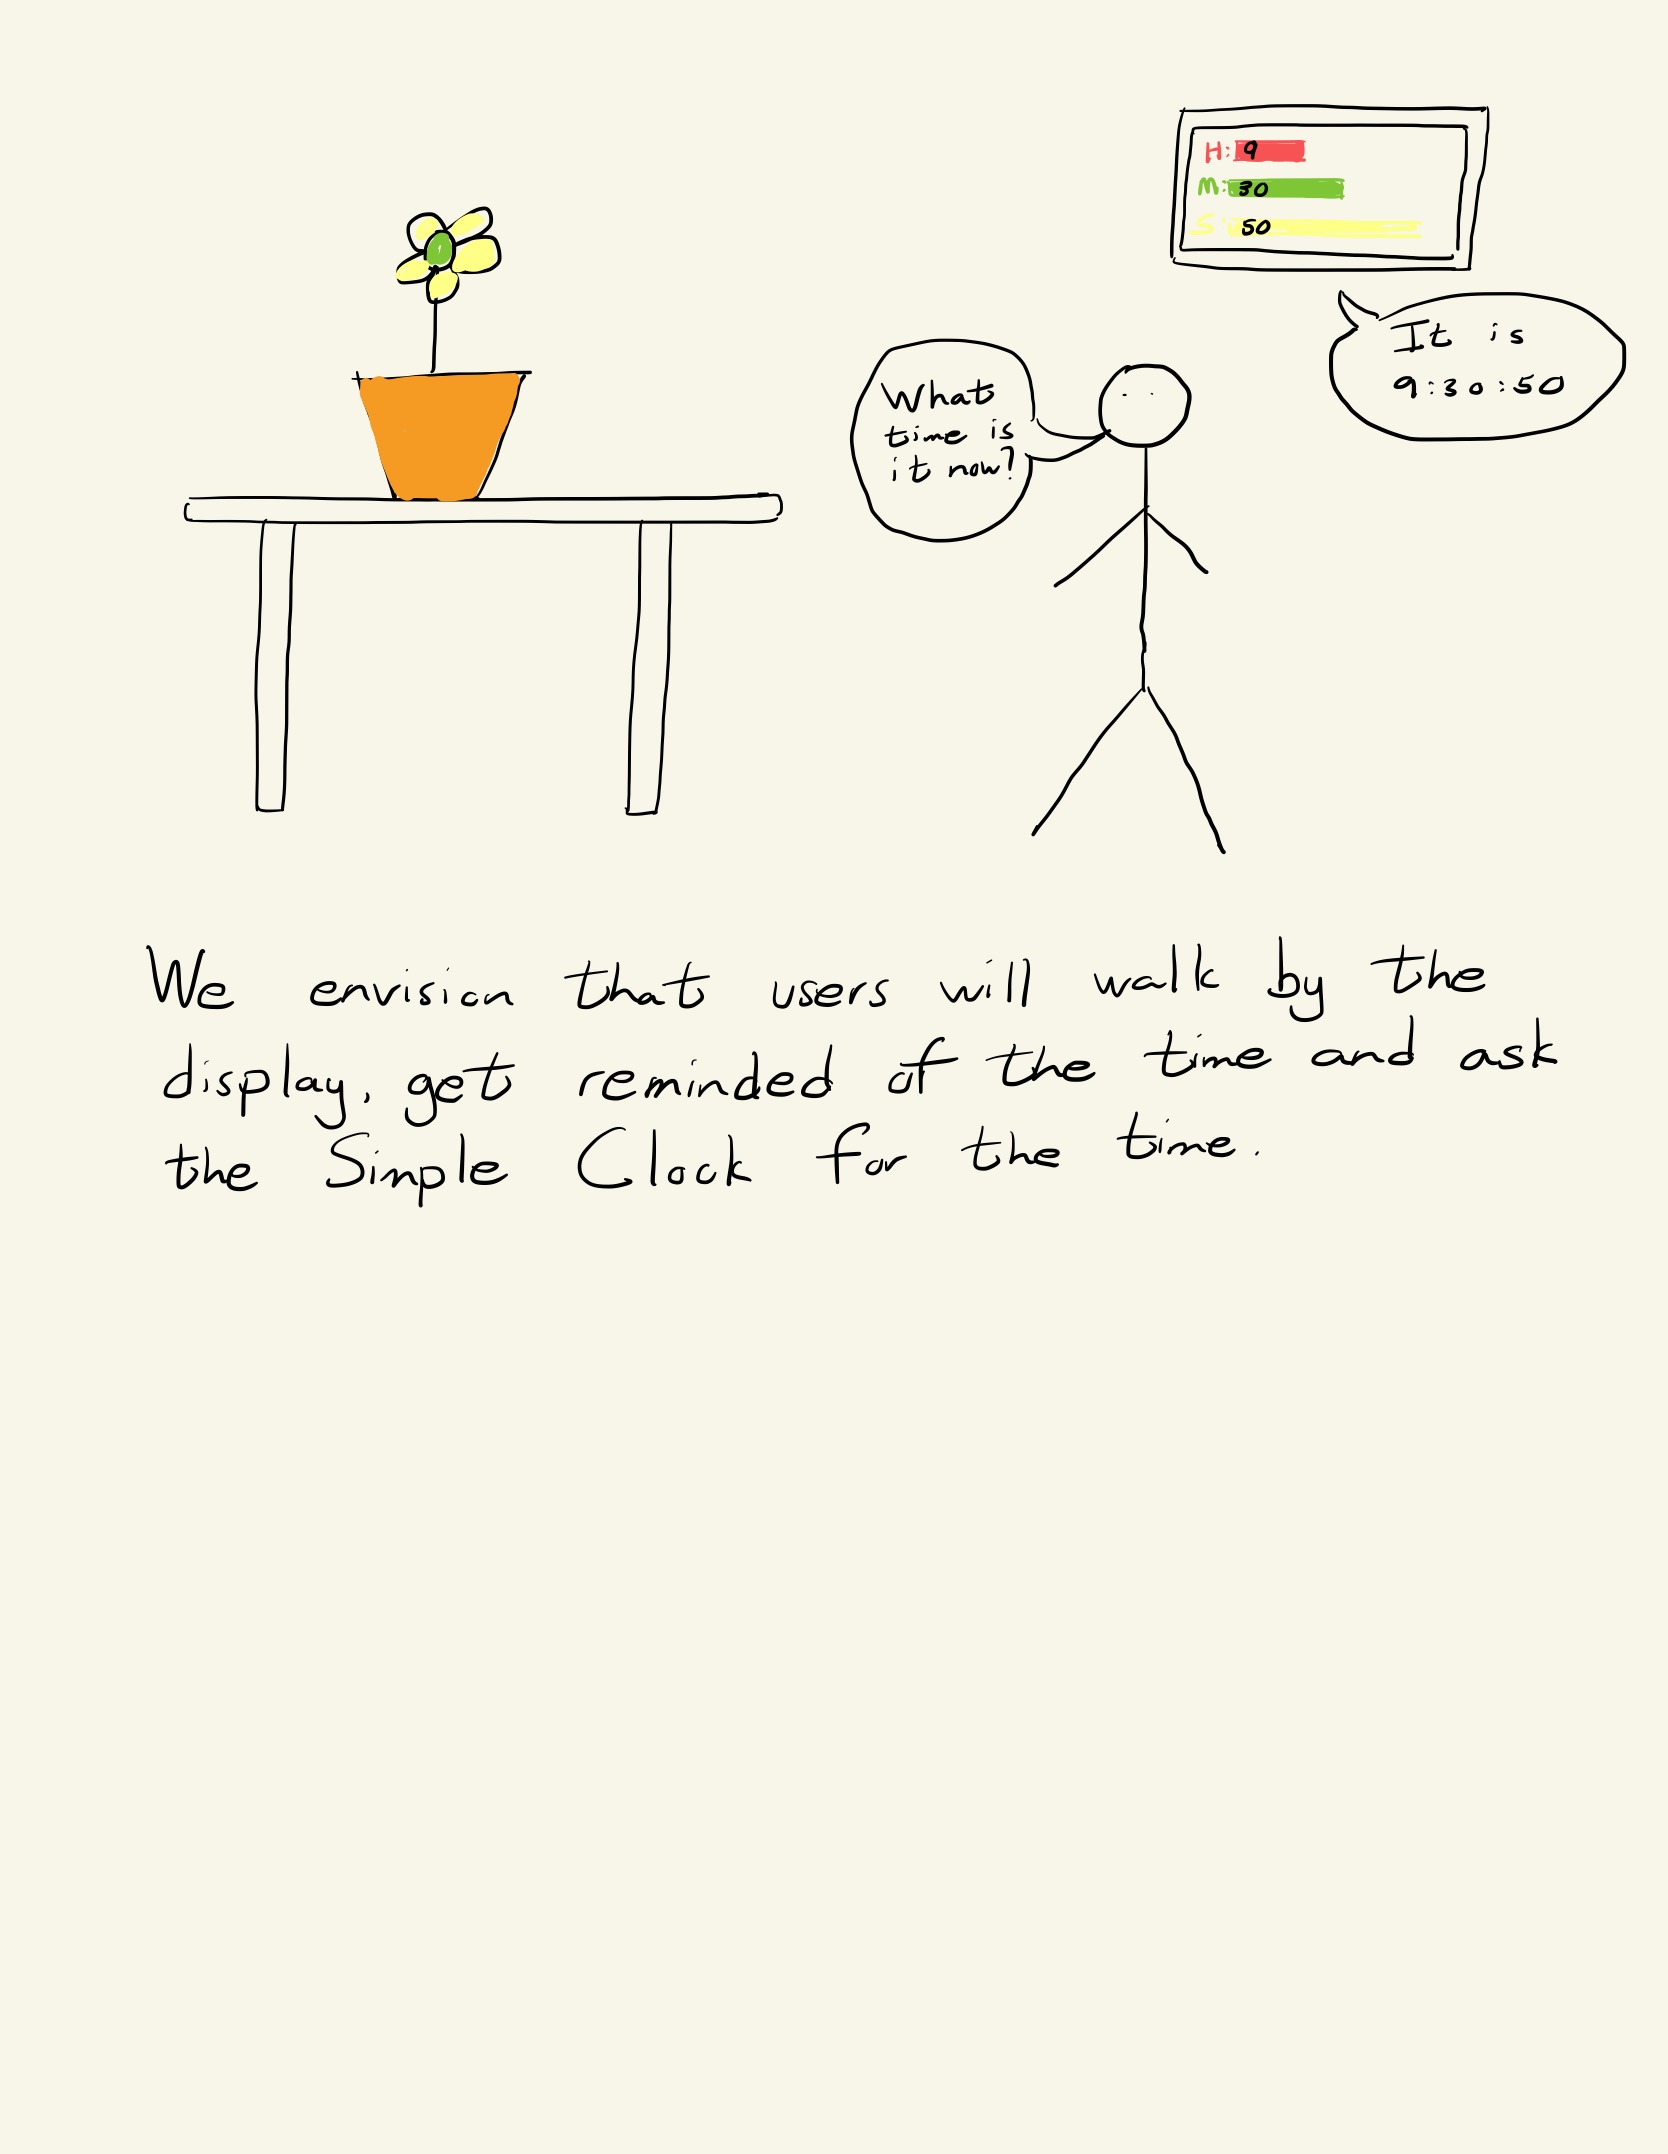 H: 9
M: 30
S: 50
It is
9:30:50
What
time is
it now?
We envision that users will walk by the
display, get reminded of the time and ask
the Simple Clock for the time.